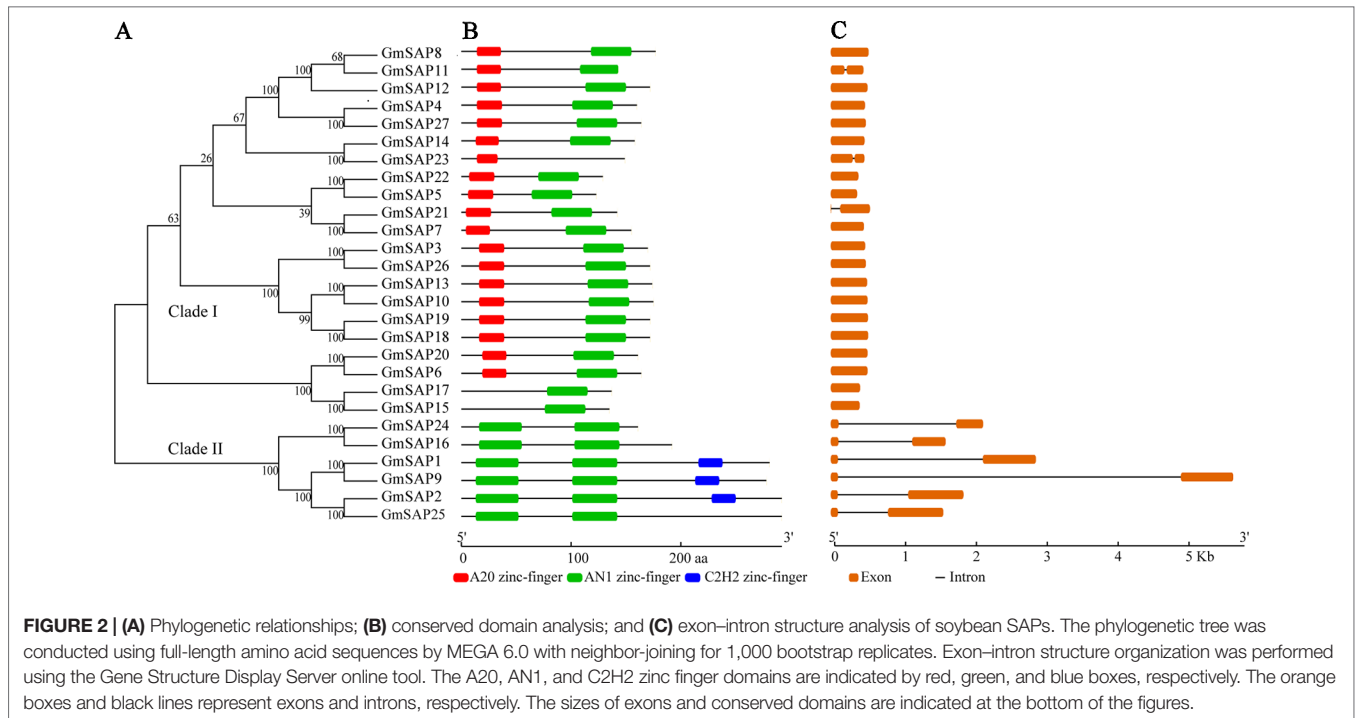 A
B
C
GmSAP8
GmSAP11
GmSAP12
GmSAP4
GmSAP27
GmSAP14
GmSAP23
GmSAP22
GmSAP5
GmSAP21
GmSAP7
GmSAP3
GmSAP26
GmSAP13
GmSAP10
GmSAP19
GmSAP18
GmSAP20
GmSAP6
GmSAP17
GmSAP15
GmSAP24
GmSAP16
GmSAP1
GmSAP9
GmSAP2
GmSAP25
68
100
100
67
100
26
100
100
63
39
100
100
100
100
99
100
100
100
100
100
100
100
100
100
Clade I
Clade II
5' 3'
0 100 200 aa
A20 zinc-finger AN1 zinc-finger C2H2 zinc-finger
5' 3'
0 1 2 3 4 5 Kb
Exon Intron
FIGURE 2 | (A) Phylogenetic relationships; (B) conserved domain analysis; and (C) exon–intron structure analysis of soybean SAPs. The phylogenetic tree was
conducted using full-length amino acid sequences by MEGA 6.0 with neighbor-joining for 1,000 bootstrap replicates. Exon–intron structure organization was performed
using the Gene Structure Display Server online tool. The A20, AN1, and C2H2 zinc finger domains are indicated by red, green, and blue boxes, respectively. The orange
boxes and black lines represent exons and introns, respectively. The sizes of exons and conserved domains are indicated at the bottom of the figures.